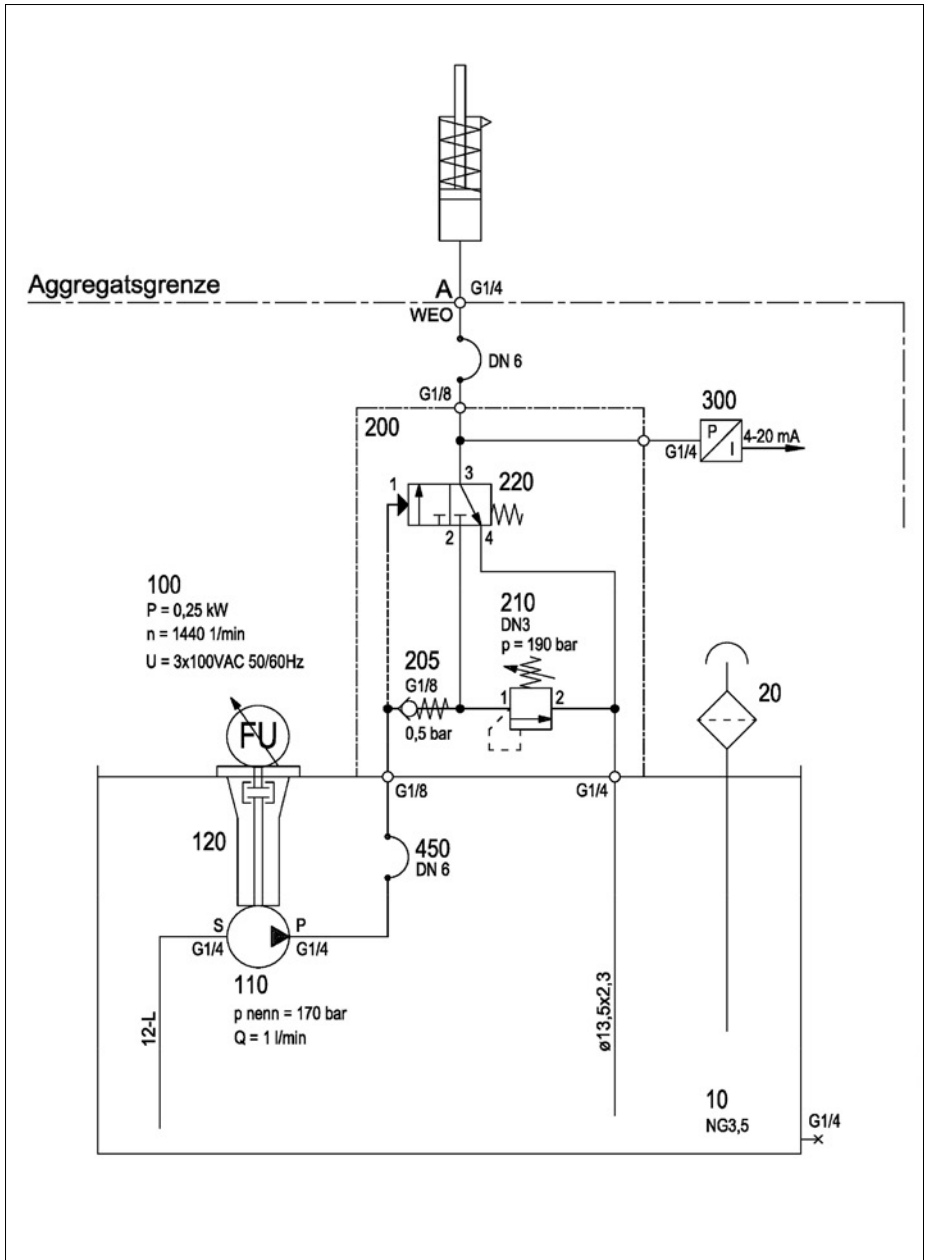 Aggregatsgrenze
A G1/4
WEO
DN 6
G1/8
200
300
P
I
4-20 mA
G1/4
3
1
220
2
4
100
P = 0,25 kW
n = 1440 1/min
U = 3x100VAC 50/60Hz
210
DN3
p = 190 bar
205
G1/8
1
2
0,5 bar
20
FU
G1/8
G1/4
120
450
DN 6
S
P
G1/4
G1/4
110
p nenn = 170 bar
Q = 1 l/min
12-L
ø13,5x2,3
10
NG3,5
G1/4